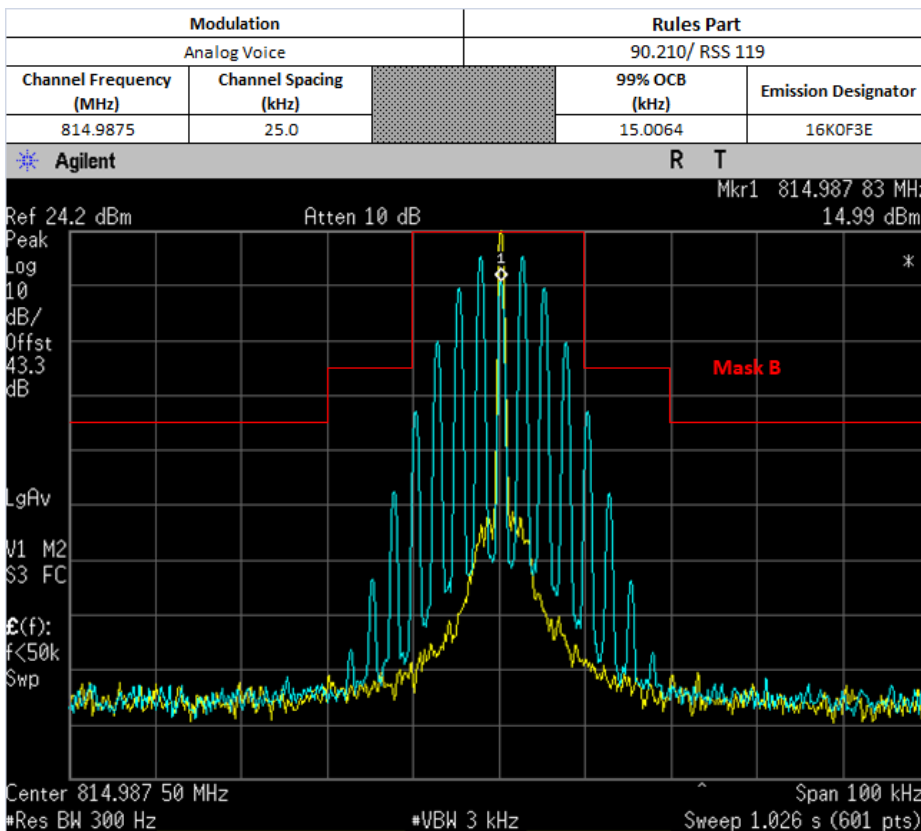 Modulation Rules Part
Analog Voice 90.210/ RSS 119
Channel Frequency (MHz) Channel Spacing (kHz) 99% OCB (kHz) Emission Designator
814.9875 25.0 15.0064 16K0F3E
Agilent R T
Mkr1 814.987 83 MHz
Ref 24.2 dBm Atten 10 dB 14.99 dBm
Peak
Log
10
dB/
Offst
43.3
dB
1
*
Mask B
LgAv
V1 M2
S3 FC
£(f):
f<50k
Swp
Center 814.987 50 MHz Span 100 kHz
#Res BW 300 Hz #VBW 3 kHz Sweep 1.026 s (601 pts)